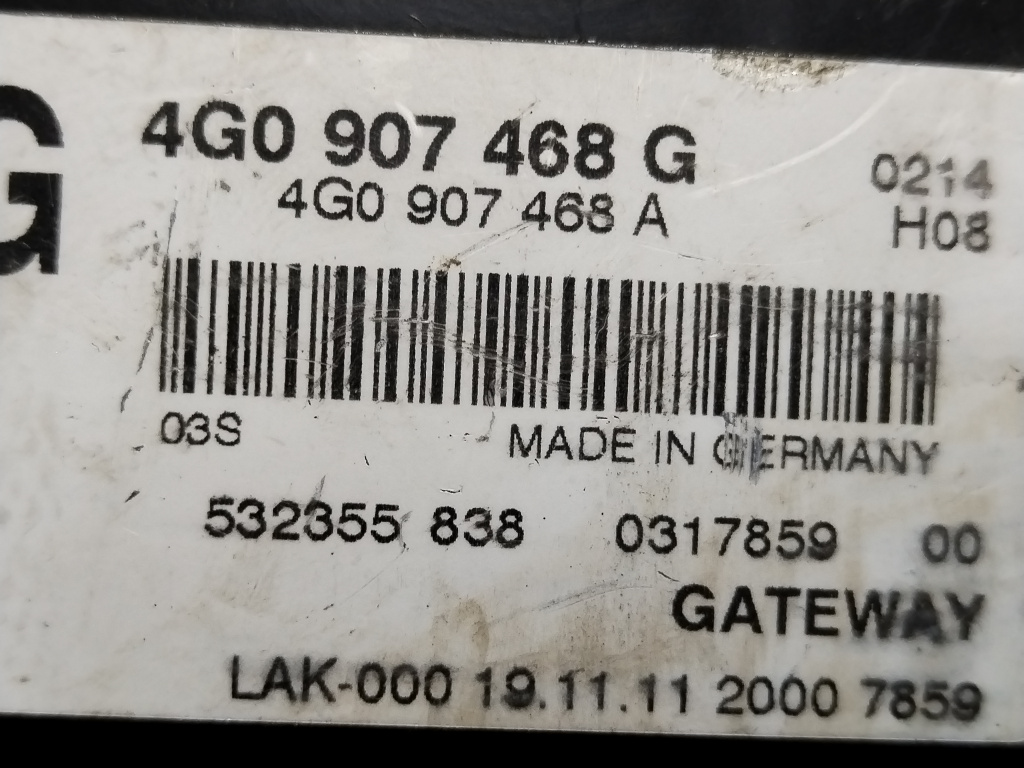 G
4G0 907 468 G
4G0 907 468 A
0214
H08
03S MADE IN GERMANY
532355 838 0317859 00
GATEWAY
LAK-000 19.11.11 2000 7859